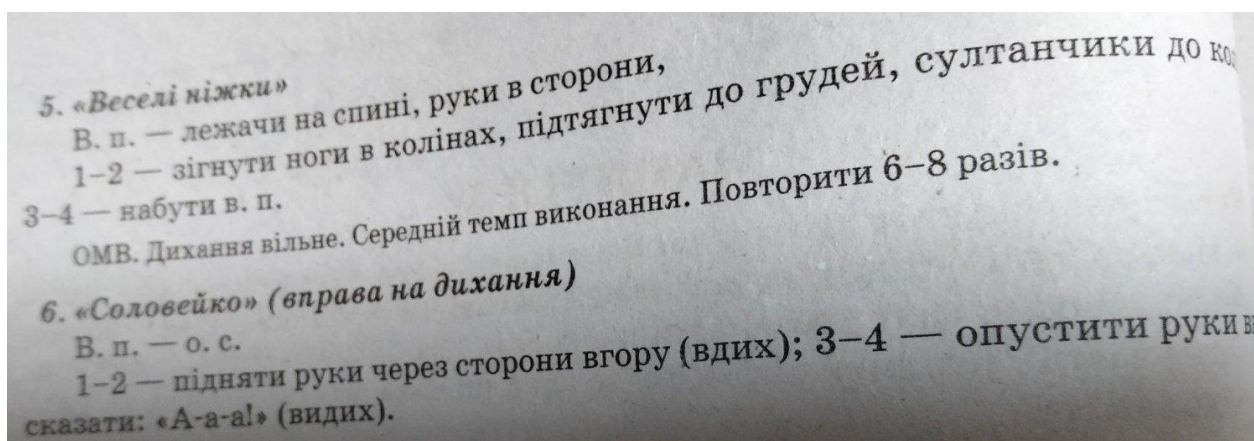 5. «Веселі ніжки»
В. п. — лежачи на спині, руки в сторони,
1–2 — зігнути ноги в колінах, підтягнути до грудей, султанчики до
3–4 — набути в. п.
ОМВ. Дихання вільне. Середній темп виконання. Повторити 6–8 разів.
6. «Соловейко» (вправа на дихання)
В. п. — о. с.
1–2 — підняти руки через сторони вгору (вдих); 3–4 — опустити руки
сказати: «А-а-а!» (видих).